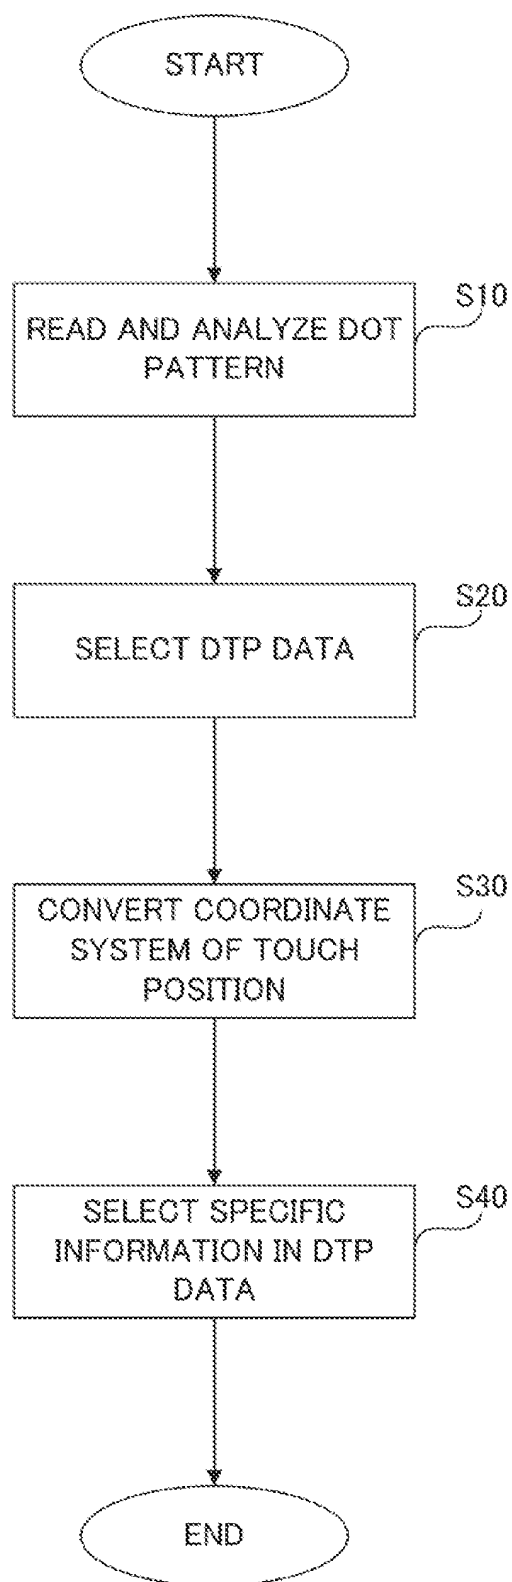 START
S10
READ AND ANALYZE DOT
PATTERN
S20
SELECT DTP DATA
S30
CONVERT COORDINATE
SYSTEM OF TOUCH
POSITION
S40
SELECT SPECIFIC
INFORMATION IN DTP
DATA
END